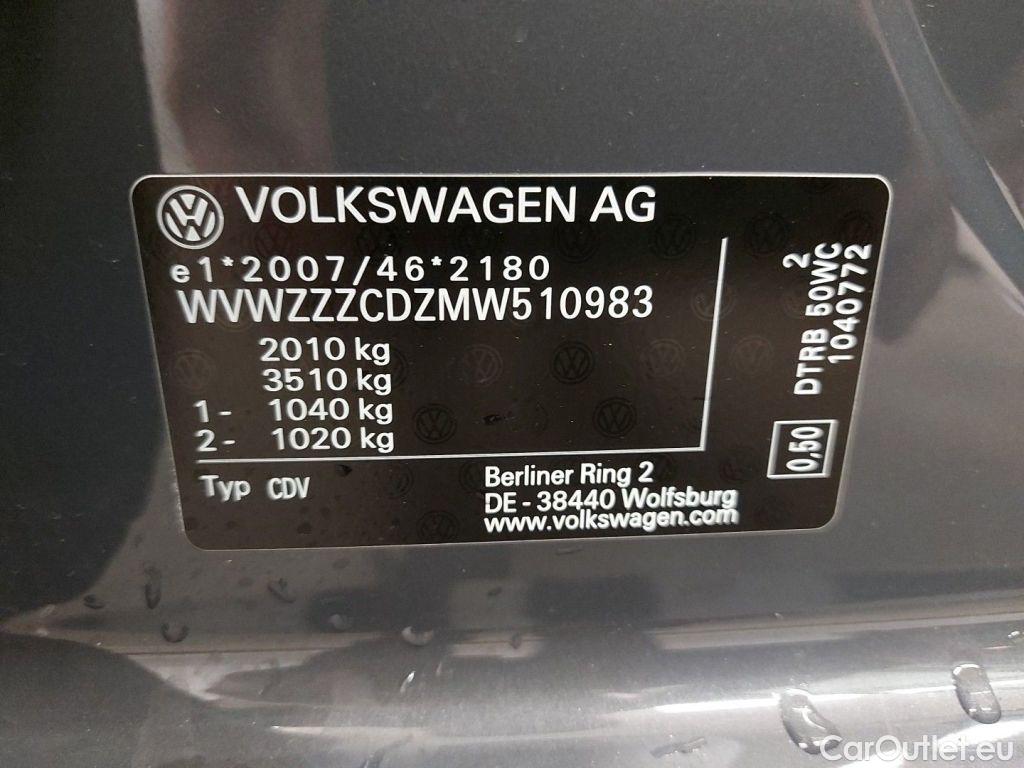 VOLKSWAGEN AG
e1*2007/46*2180
WVWZZZCDZMW510983
2010 kg
3510 kg
1- 1040 kg
2- 1020 kg
Typ CDV
Berliner Ring 2
DE-38440 Wolfsburg
www.volkswagen.com
2
DTRB 50WC
1040772
0,50
CarOutlet.eu